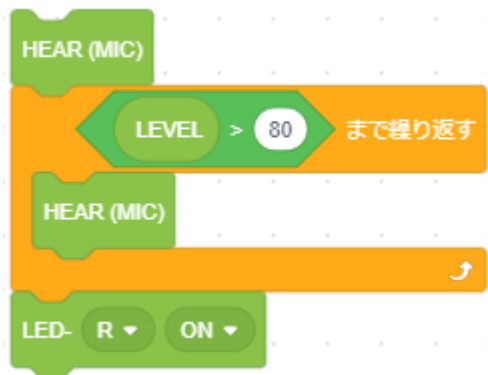 HEAR (MIC)
LEVEL > 80 まで繰り返す
HEAR (MIC)
LED- R ON